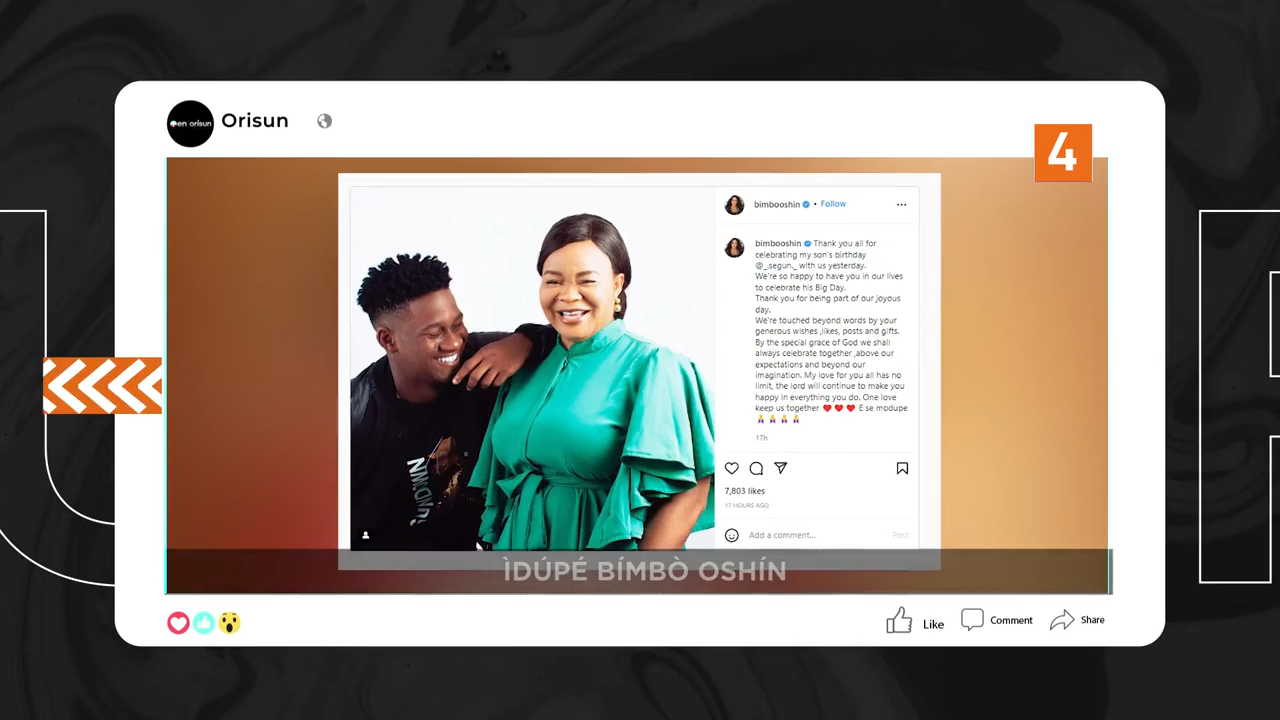 en orísun
Orisun
4
bimbooshin • Follow
bimbooshin Thank you all for
celebrating my son's birthday
@_.segun._ with us yesterday.
We're so happy to have you in our lives
to celebrate his Big Day.
Thank you for being part of our joyous
day.
We're touched beyond words by your
generous wishes ,likes, posts and gifts.
By the special grace of God we shall
always celebrate together ,above our
expectations and beyond our
imagination. My love for you all has no
limit, the lord will continue to make you
happy in everything you do. One love
keep us together ❤️ ❤️ ❤️ E se modupe
🙏 🙏 🙏 🙏
17h
7,803 likes
17 HOURS AGO
Add a comment...
Post
ÌDÚPÉ BÍMBÒ OSHÍN
Like
Comment
Share